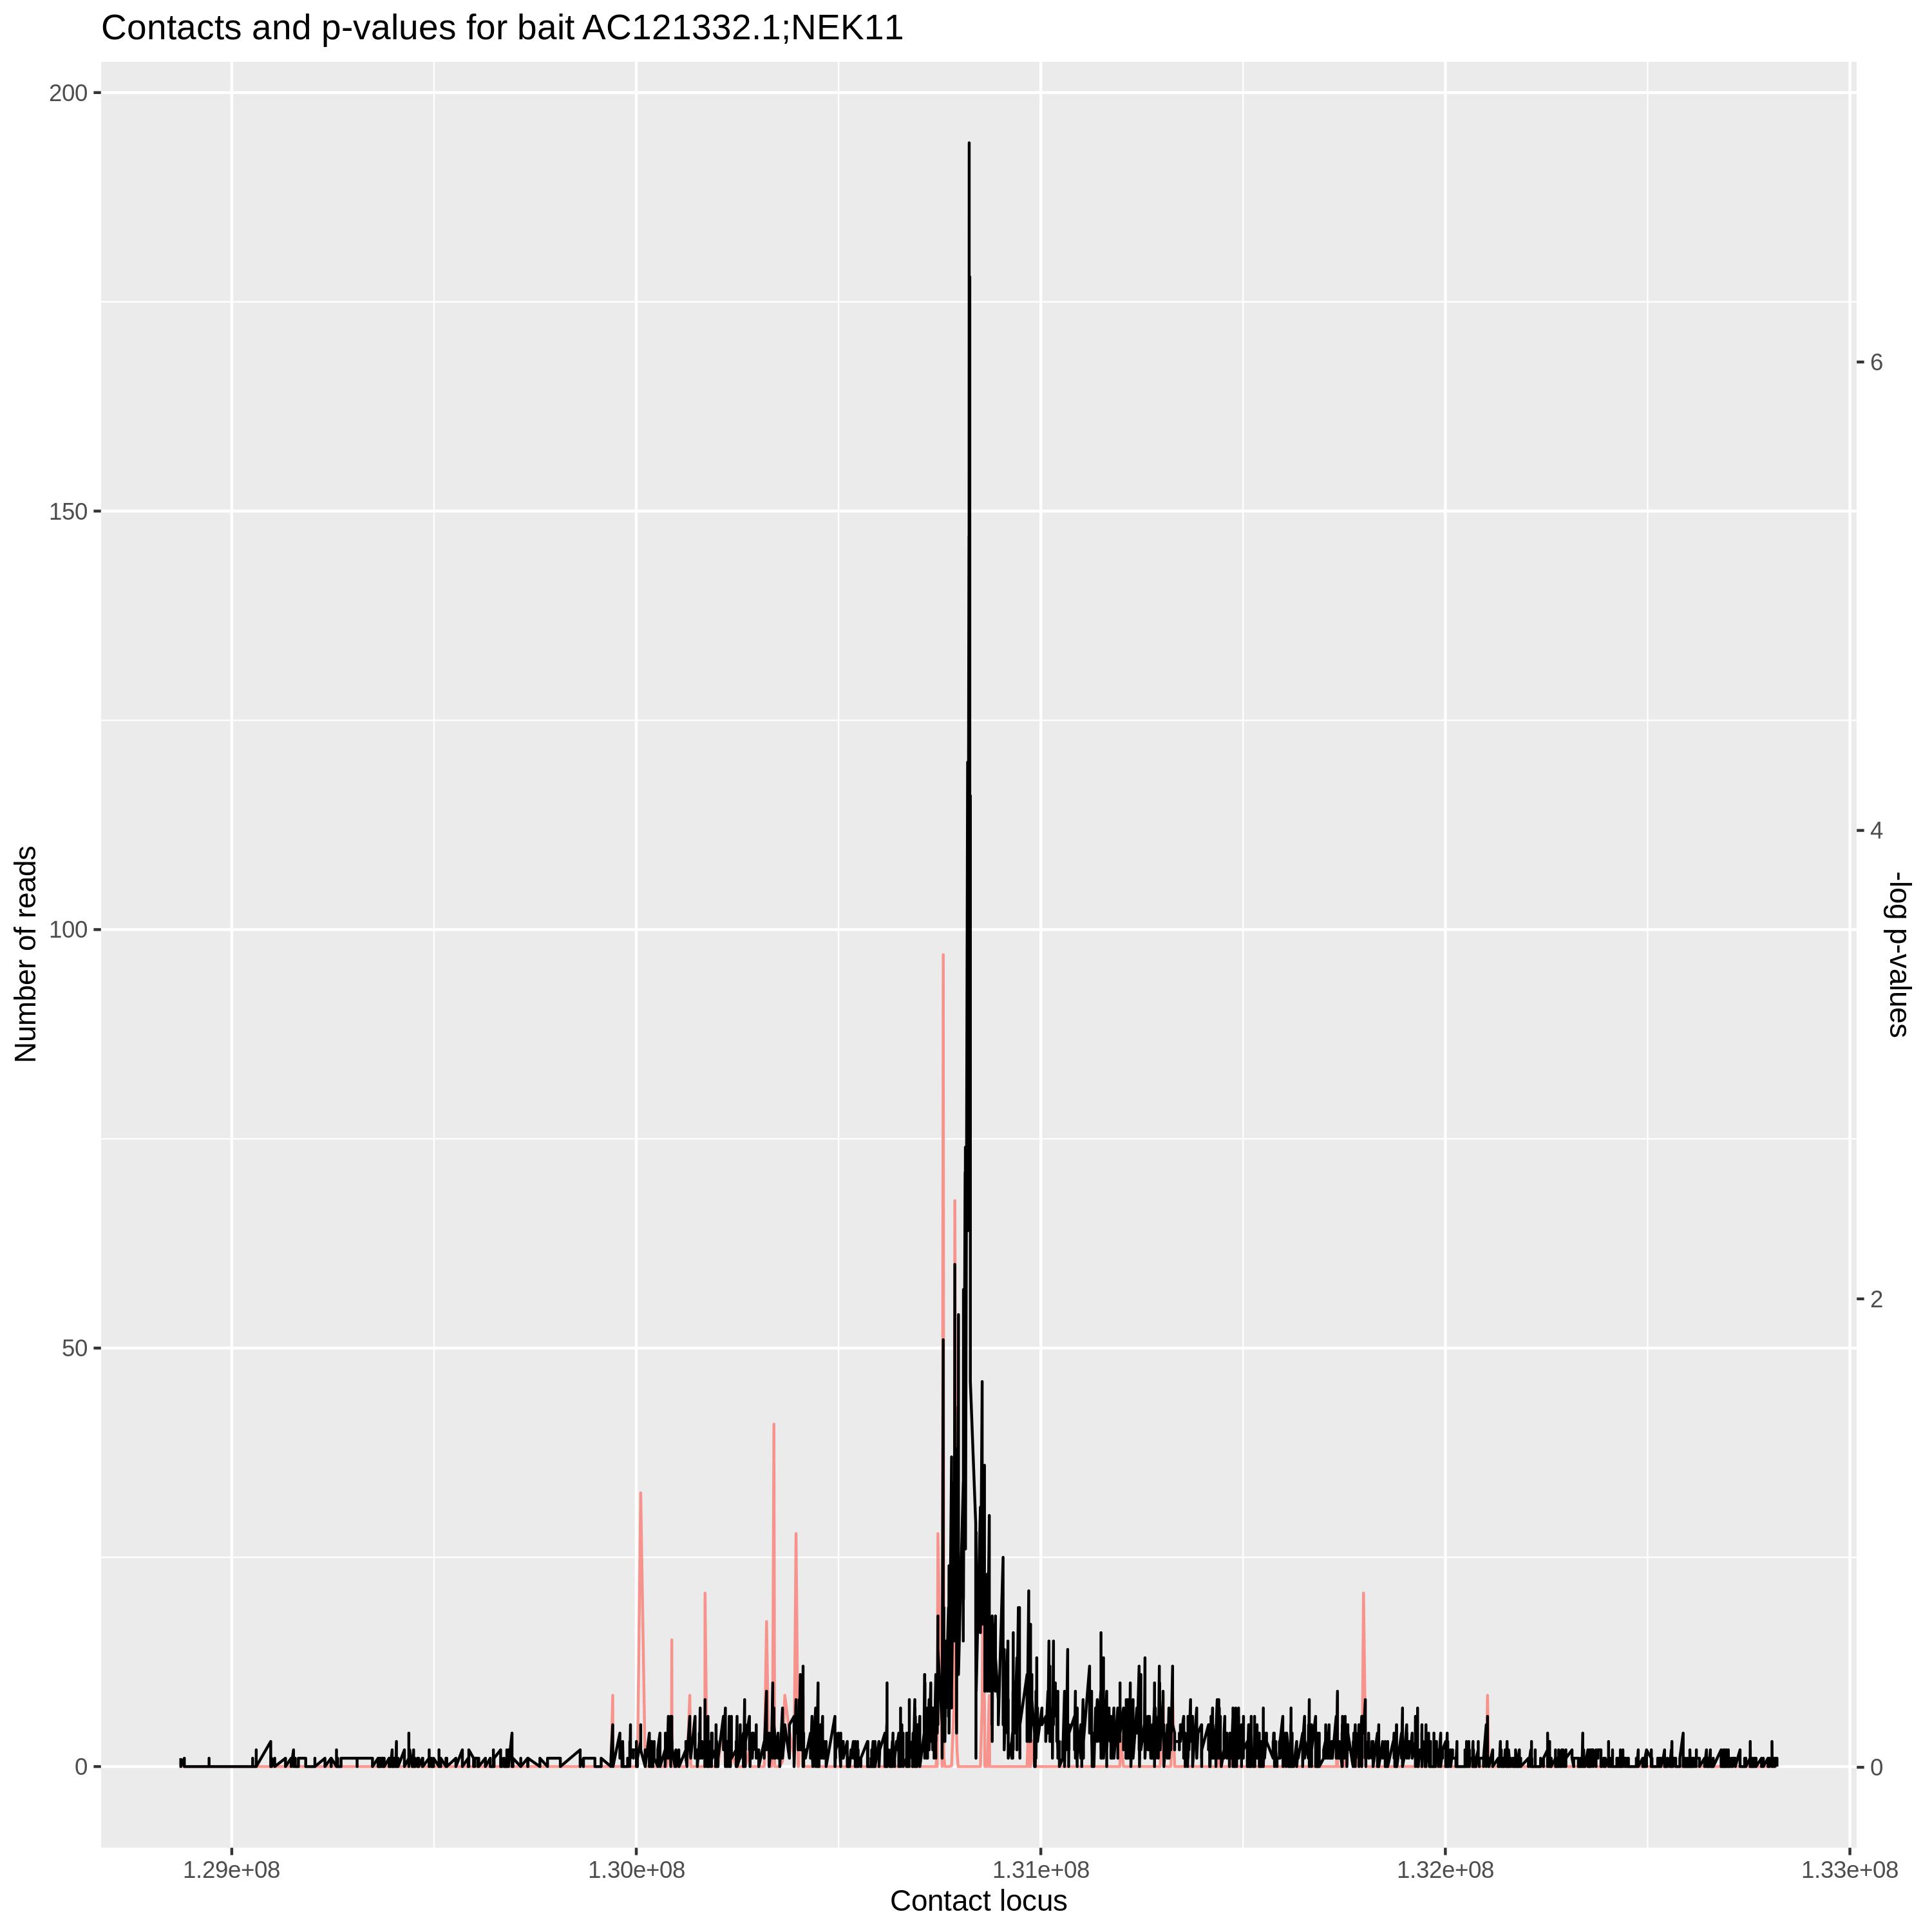 Contacts and p-values for bait AC121332.1;NEK11
200
150
100
50
0
Number of reads
6
4
2
0
-log p-values
1.29e+08
1.30e+08
1.31e+08
1.32e+08
1.33e+08
Contact locus